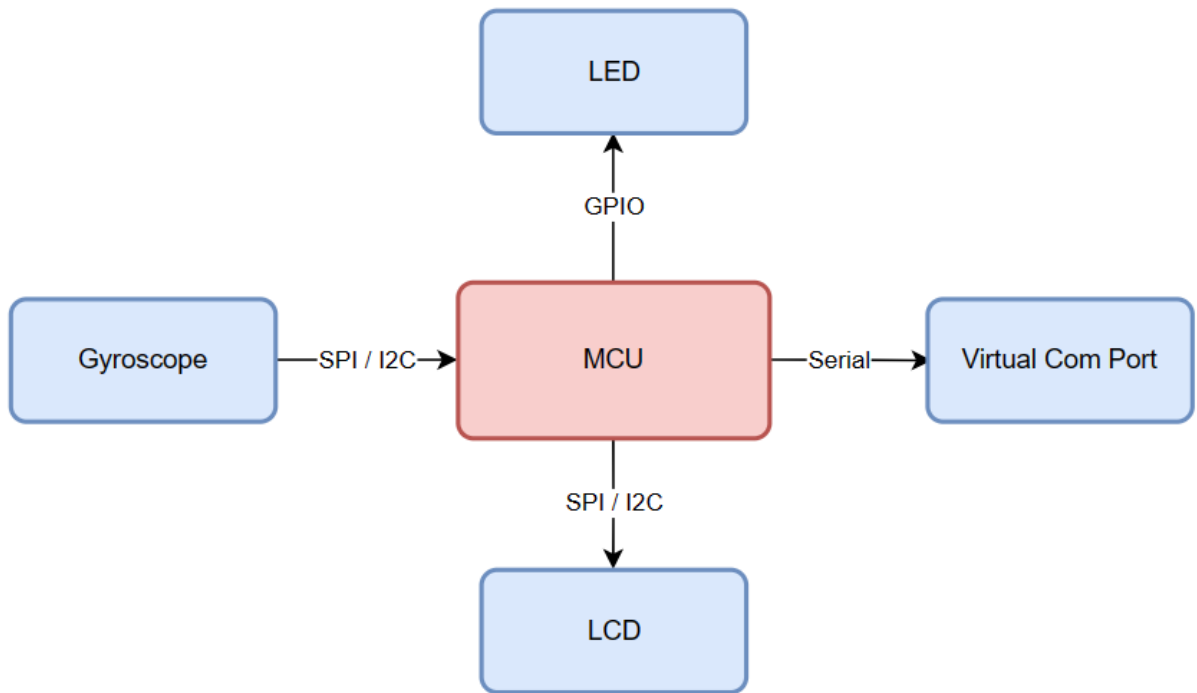 LED
GPIO
Gyroscope
SPI / I2C
MCU
Serial
Virtual Com Port
SPI / I2C
LCD